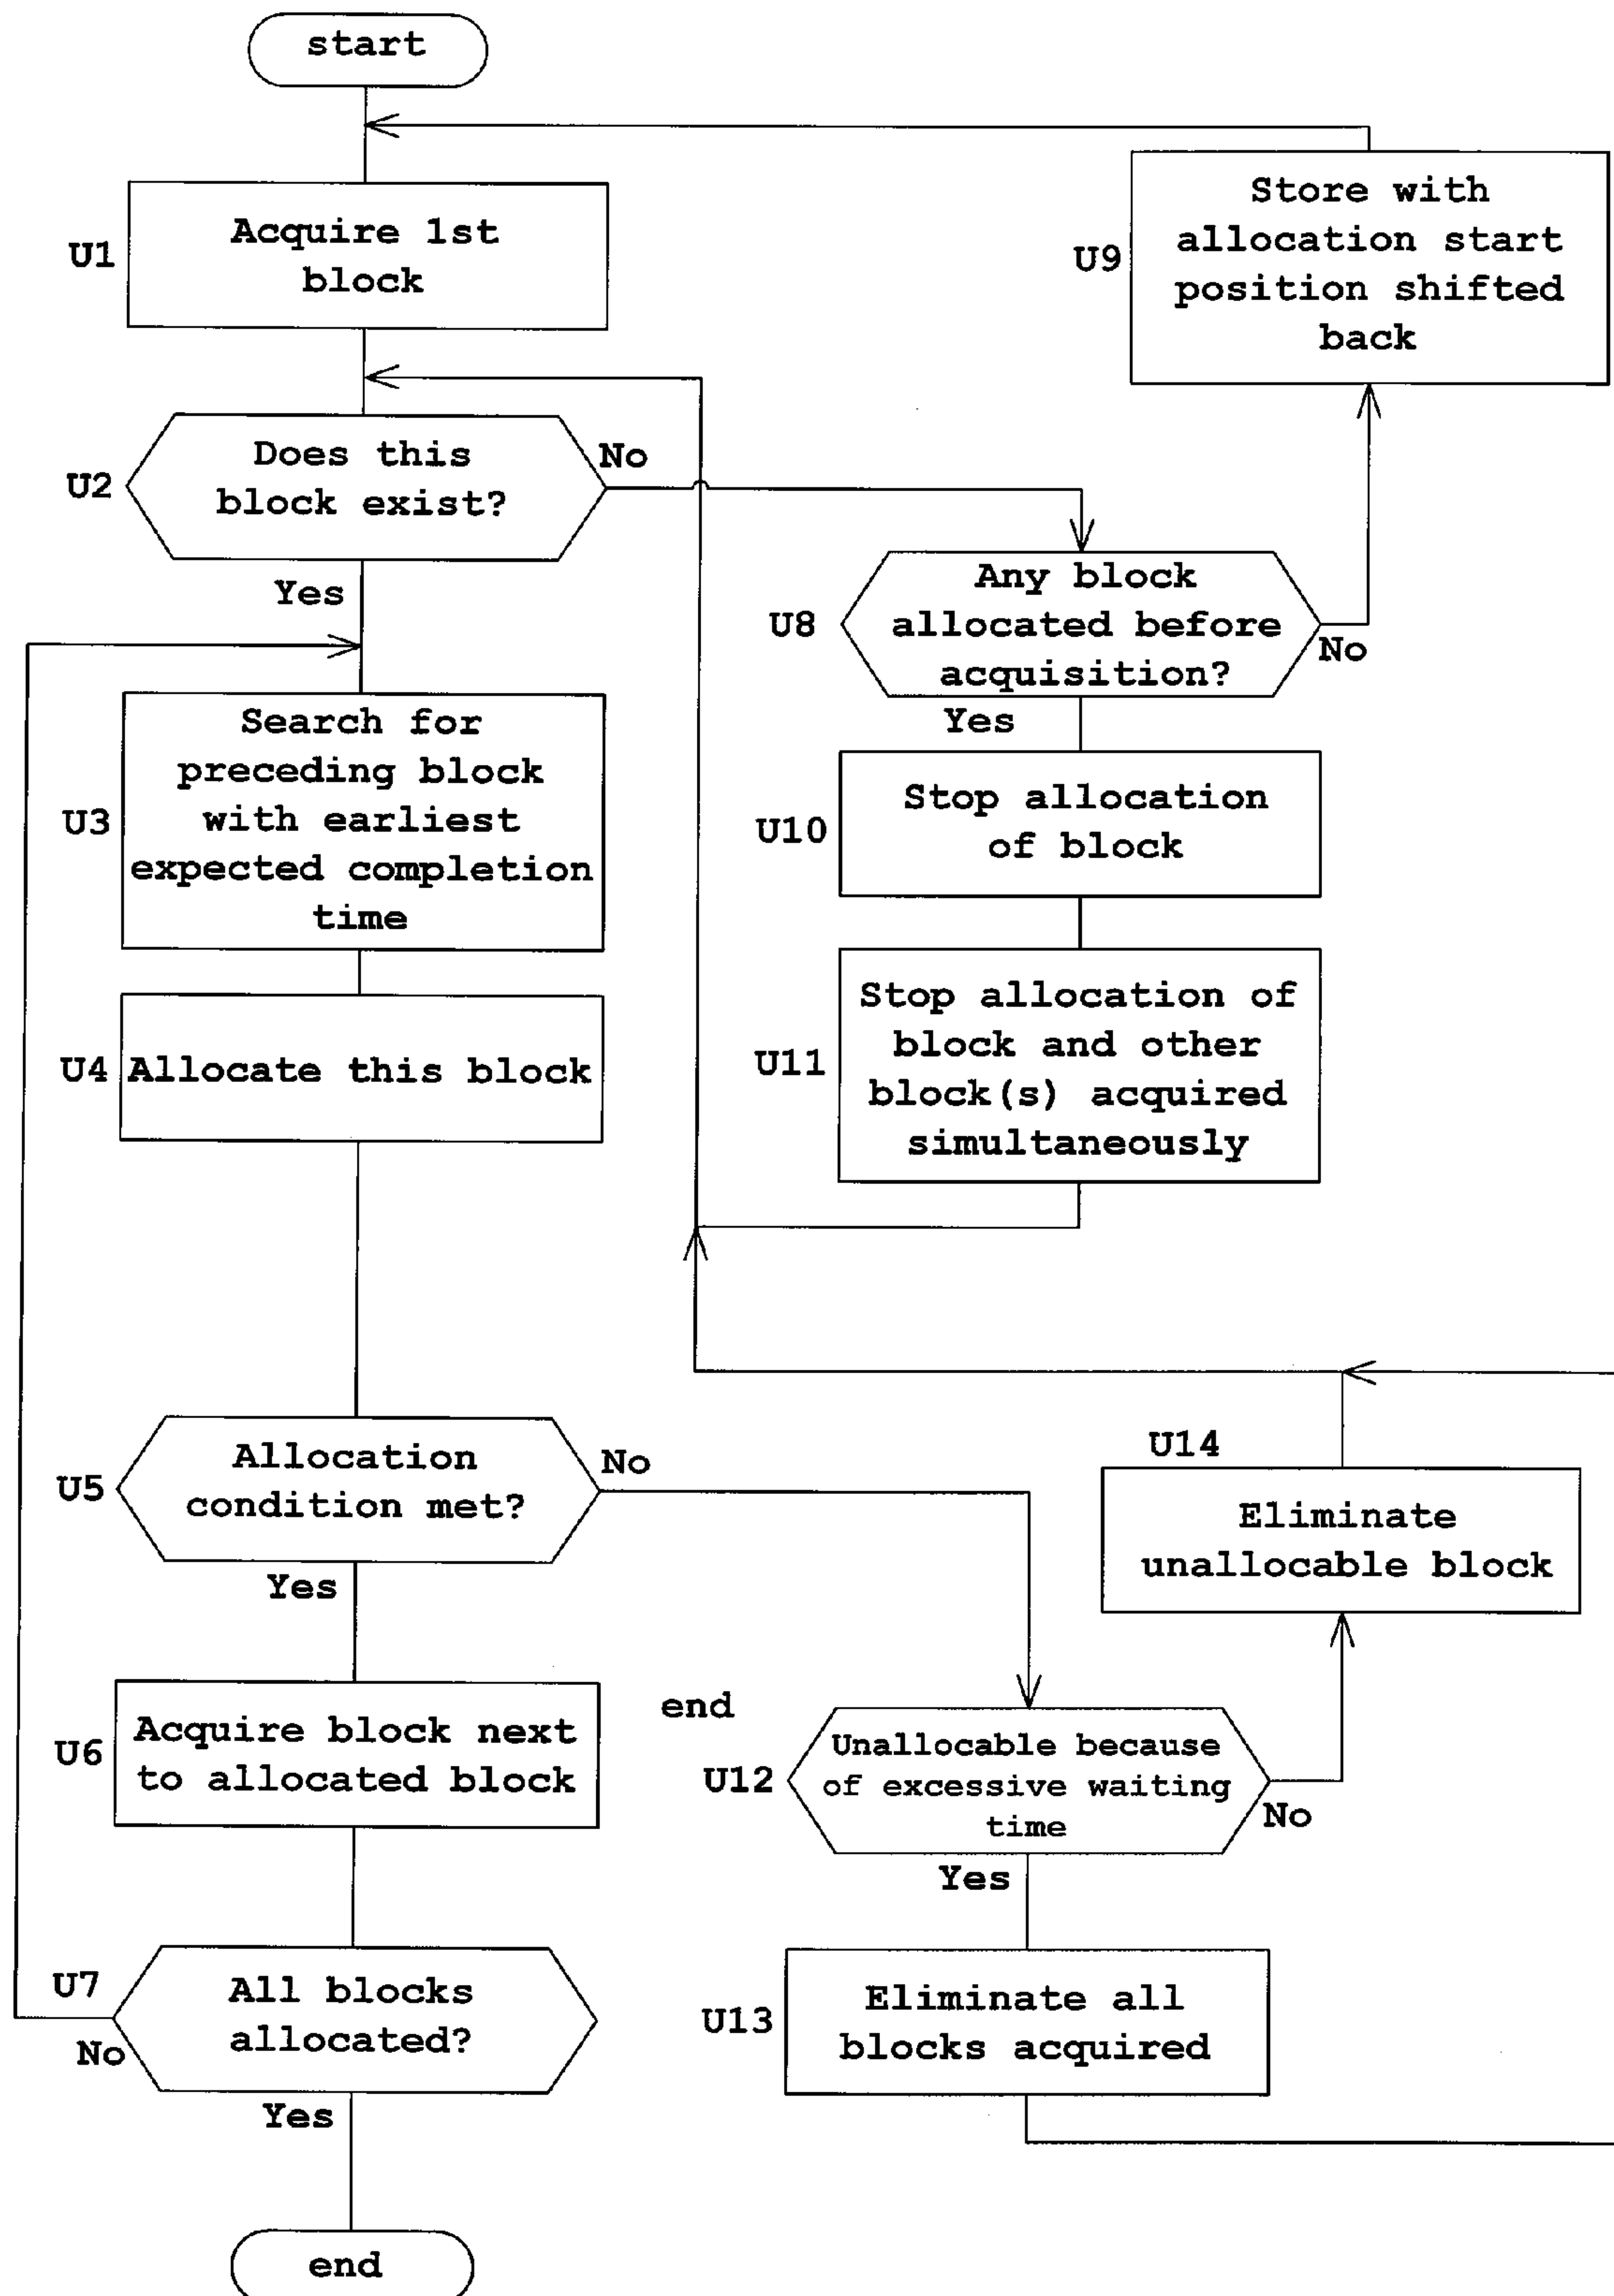 start
U1
Acquire 1st
block
U9
Store with
allocation start
position shifted
back
U2
Does this
block exist?
No
Yes
U8
Any block
allocated before
acquisition?
No
Yes
U3
Search for
preceding block
with earliest
expected completion
time
U10
Stop allocation
of block
U4
Allocate this block
U11
Stop allocation of
block and other
block(s) acquired
simultaneously
U5
Allocation
condition met?
No
Yes
U14
Eliminate
unallocable block
U6
Acquire block next
to allocated block
end
U12
Unallocable because
of excessive waiting
time
No
Yes
U7
All blocks
allocated?
No
Yes
U13
Eliminate all
blocks acquired
end